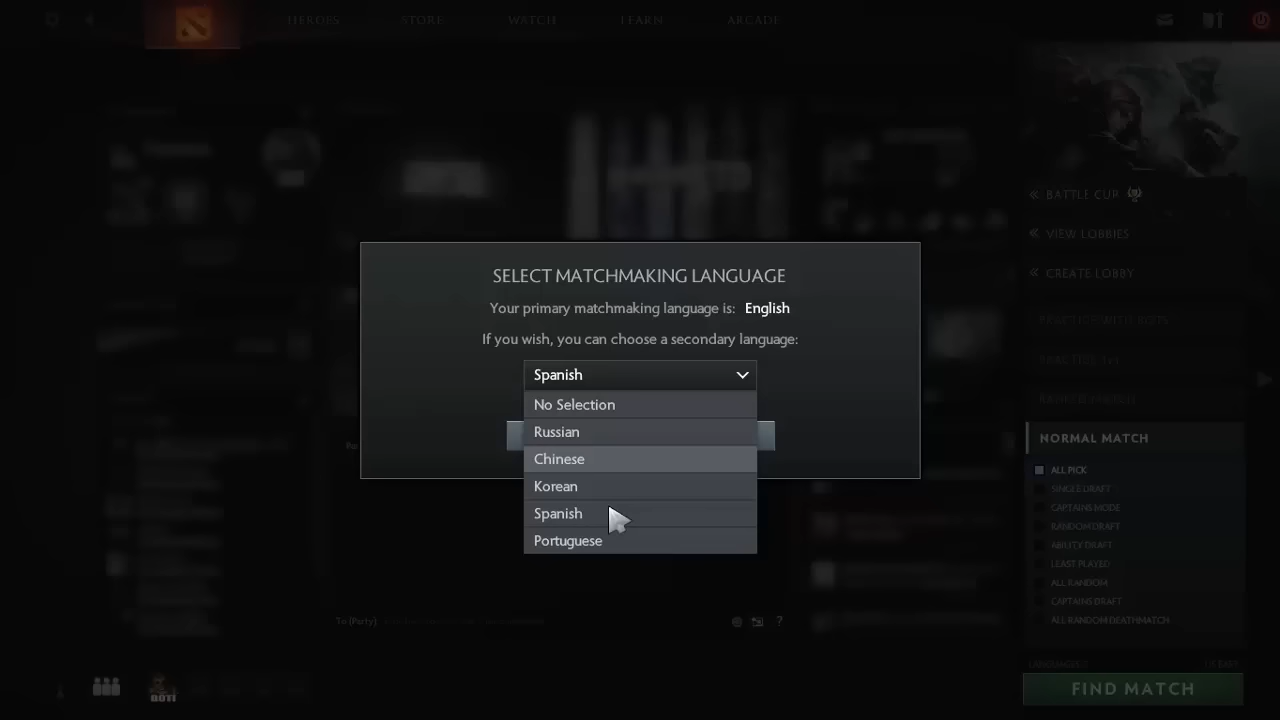 HEROES
STORE
WATCH
LEARN
ARCADE
BATTLE CUP
VIEW LOBBIES
CREATE LOBBY
SELECT MATCHMAKING LANGUAGE
Your primary matchmaking language is: English
If you wish, you can choose a secondary language:
Spanish
No Selection
Russian
Chinese
Korean
Spanish
Portuguese
NORMAL MATCH
ALL PICK
SINGLE DRAFT
CAPTAINS MODE
RANDOM DRAFT
ABILITY DRAFT
LEAST PLAYED
ALL RANDOM
CAPTAINS DRAFT
ALL RANDOM DEATHMATCH
To (Party):
?
ROTI
FIND MATCH